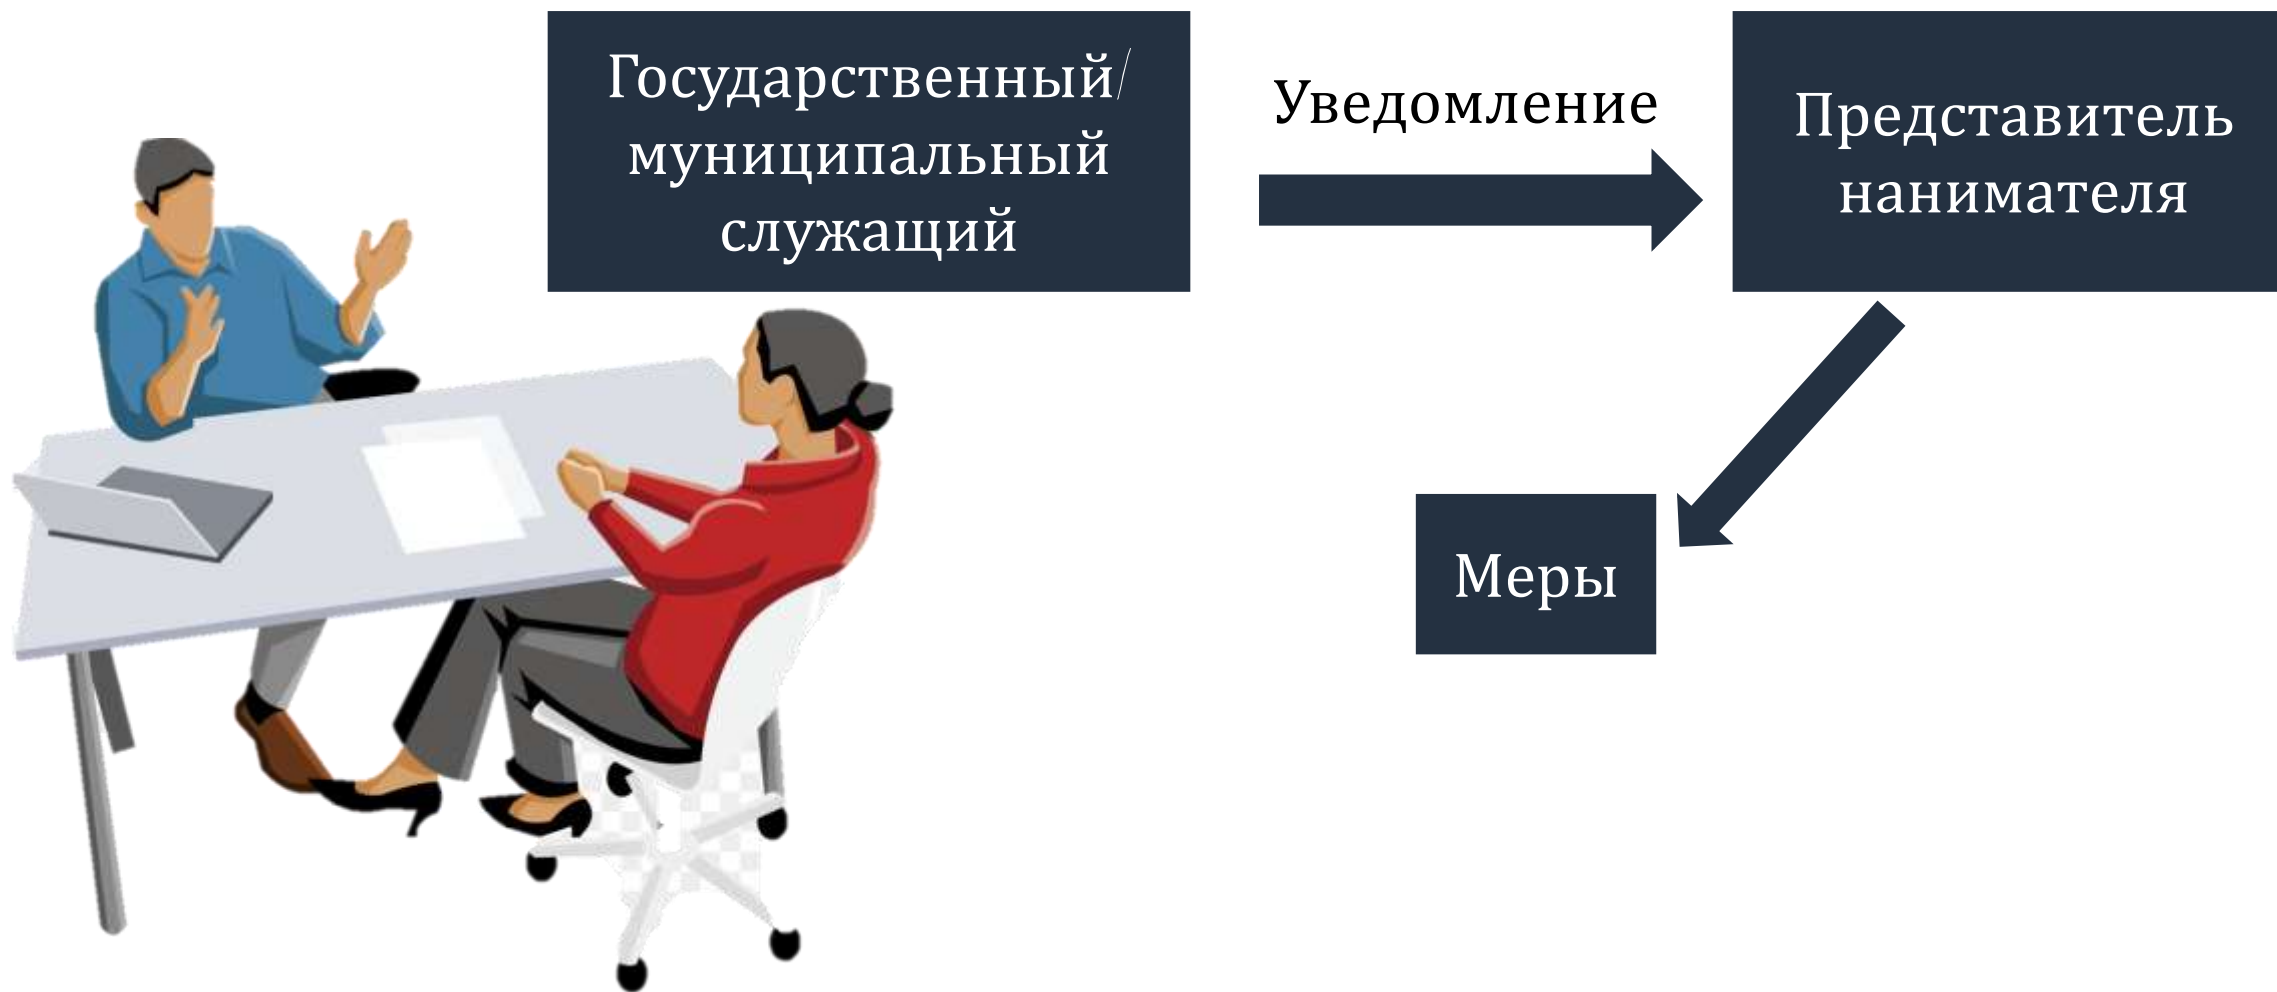 Государственный/
муниципальный
служащий
Уведомление
Представитель
нанимателя
Меры